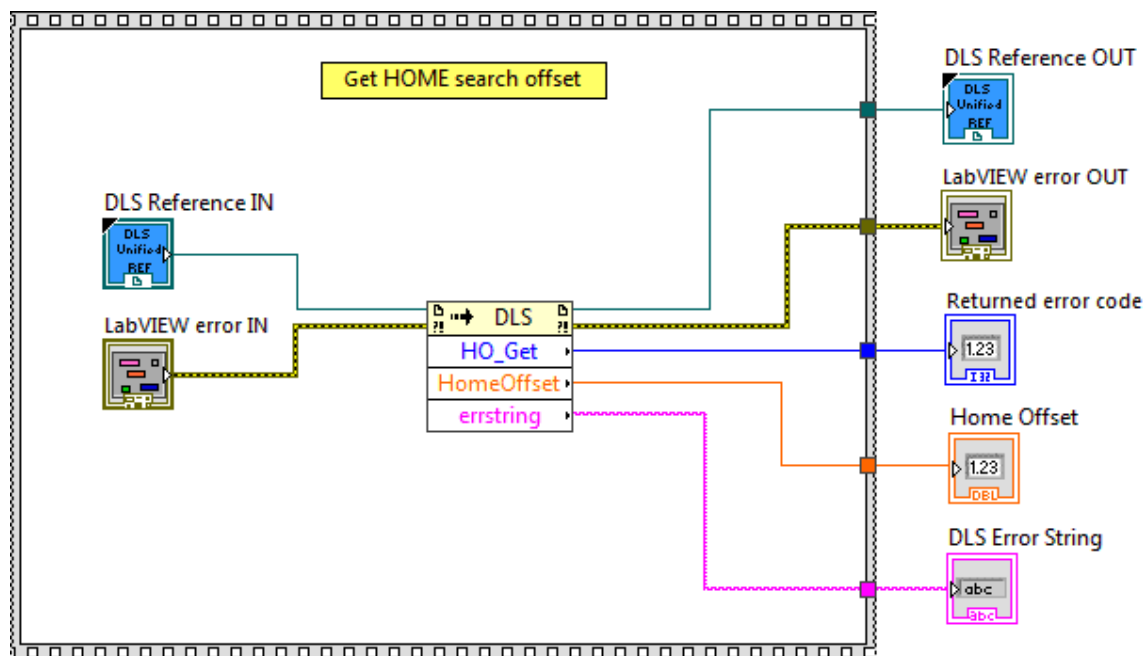 Get HOME search offset
DLS Reference OUT
DLS
Unified
REF
LabVIEW error OUT
DLS Reference IN
DLS
Unified
REF
LabVIEW error IN
?! DLS ?!
HO_Get
HomeOffset
errstring
Returned error code
1.23
I32
Home Offset
1.23
DBL
DLS Error String
abc
abc